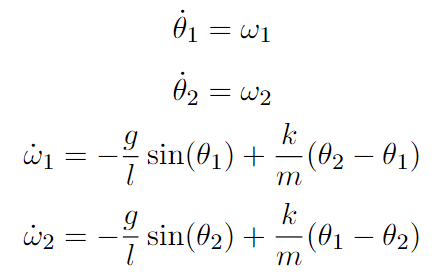 θ̇₁ = ω₁
θ̇₂ = ω₂
ω̇₁ = −g/l sin(θ₁) + k/m (θ₂ − θ₁)
ω̇₂ = −g/l sin(θ₂) + k/m (θ₁ − θ₂)